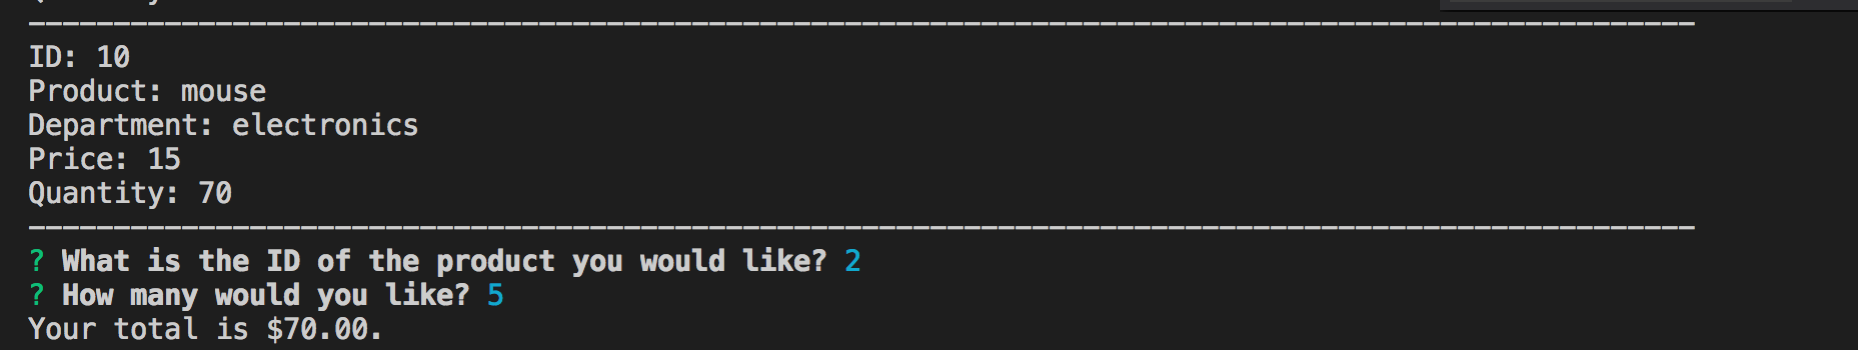 ----------------------------------------------------------------------------------------------------
ID: 10
Product: mouse
Department: electronics
Price: 15
Quantity: 70
----------------------------------------------------------------------------------------------------
? What is the ID of the product you would like? 2
? How many would you like? 5
Your total is $70.00.